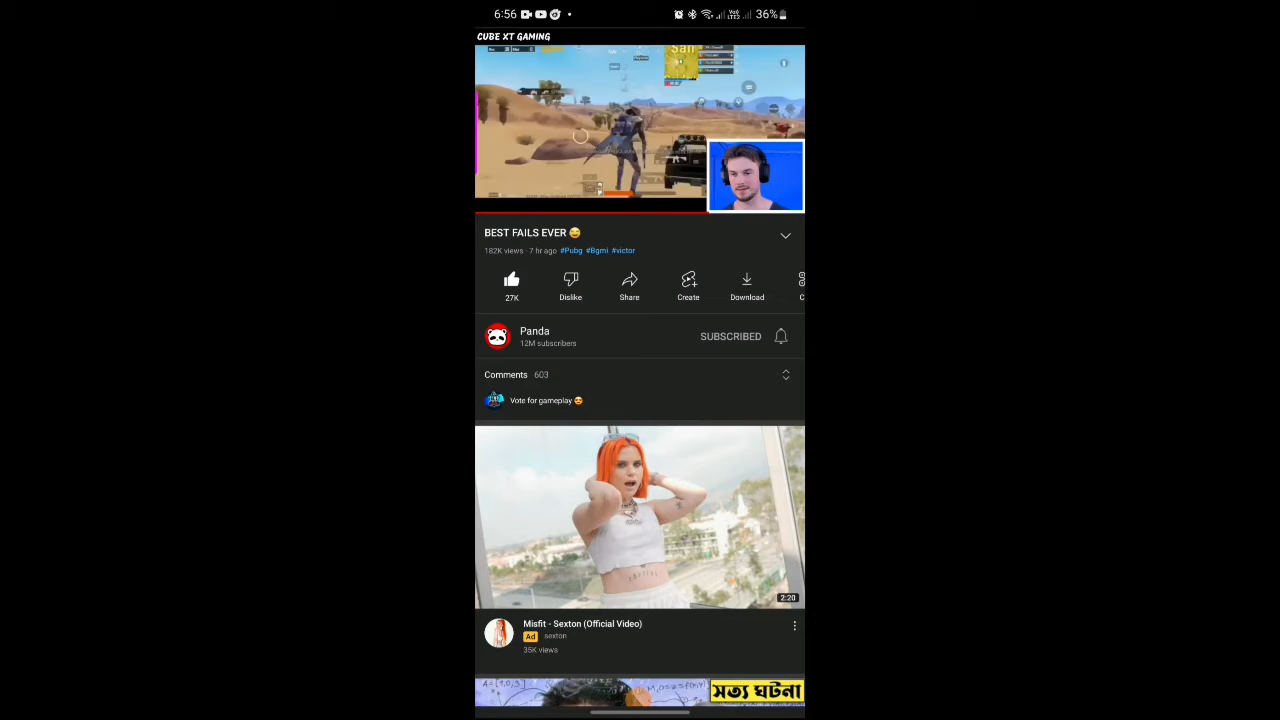 6:56
36%
CUBE XT GAMING
San
BEST FAILS EVER 😅
182K views · 7 hr ago #Pubg #Bgmi #victor
27K Dislike Share Create Download C
Panda
12M subscribers
SUBSCRIBED
Comments 603
Vote for gameplay 😍
2:20
Misfit - Sexton (Official Video)
Ad sexton
35K views
সত্য ঘটনা